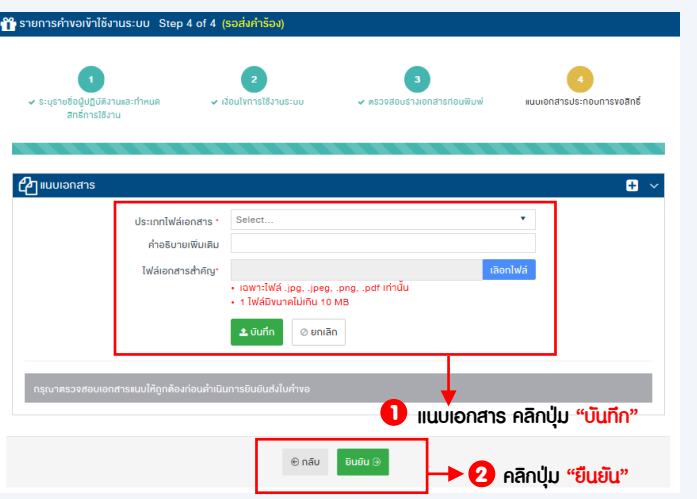 รายการคำขอเข้าใช้งานระบบ Step 4 of 4 (รอส่งคำร้อง)
1
2
3
4
✔ ระบุรายชื่อผู้ปฏิบัติงานและกำหนด
สิทธิ์การใช้งาน
✔ เงื่อนไขการใช้งานระบบ
✔ ตรวจสอบร่างเอกสารก่อนพิมพ์
แนบเอกสารประกอบการขอสิทธิ์
แนบเอกสาร
ประเภทไฟล์เอกสาร * Select...
คำอธิบายเพิ่มเติม
ไฟล์เอกสารสำคัญ* เลือกไฟล์
• เฉพาะไฟล์ .jpg, .jpeg, .png, .pdf เท่านั้น
• 1 ไฟล์มีขนาดไม่เกิน 10 MB
บันทึก ยกเลิก
กรุณาตรวจสอบเอกสารแนบให้ถูกต้องก่อนดำเนินการยืนยันส่งใบคำขอ
1 แนบเอกสาร คลิกปุ่ม “บันทึก”
กลับ ยืนยัน
2 คลิกปุ่ม “ยืนยัน”